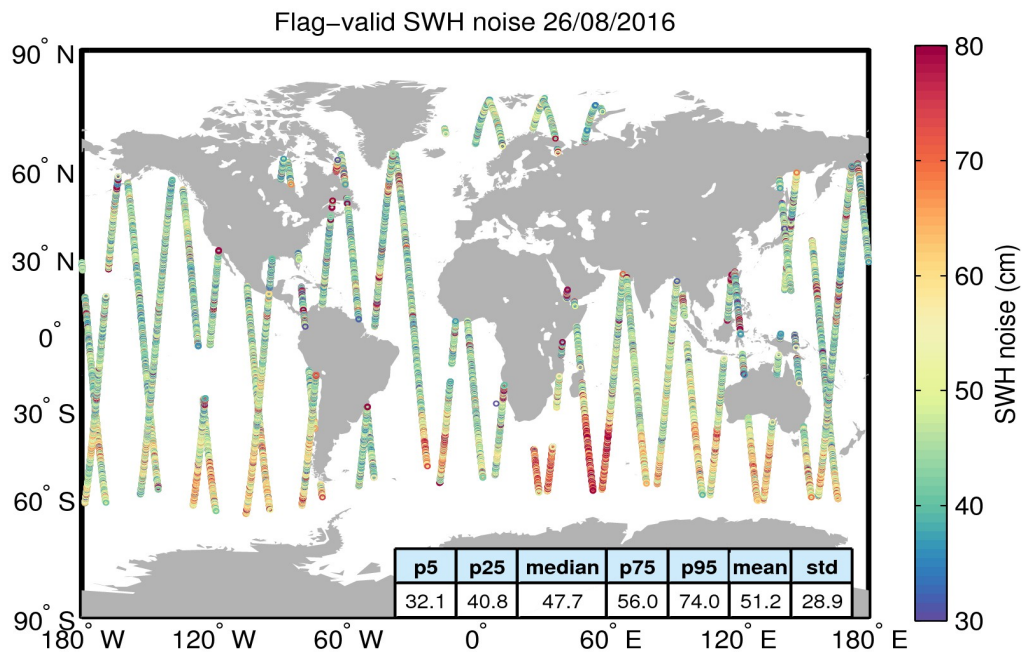 Flag−valid SWH noise 26/08/2016
90° N
60° N
30° N
0°
30° S
60° S
90° S
180° W
120° W
60° W
0°
60° E
120° E
180° E
p5 p25 median p75 p95 mean std
32.1 40.8 47.7 56.0 74.0 51.2 28.9
80
70
60
50
40
30
SWH noise (cm)